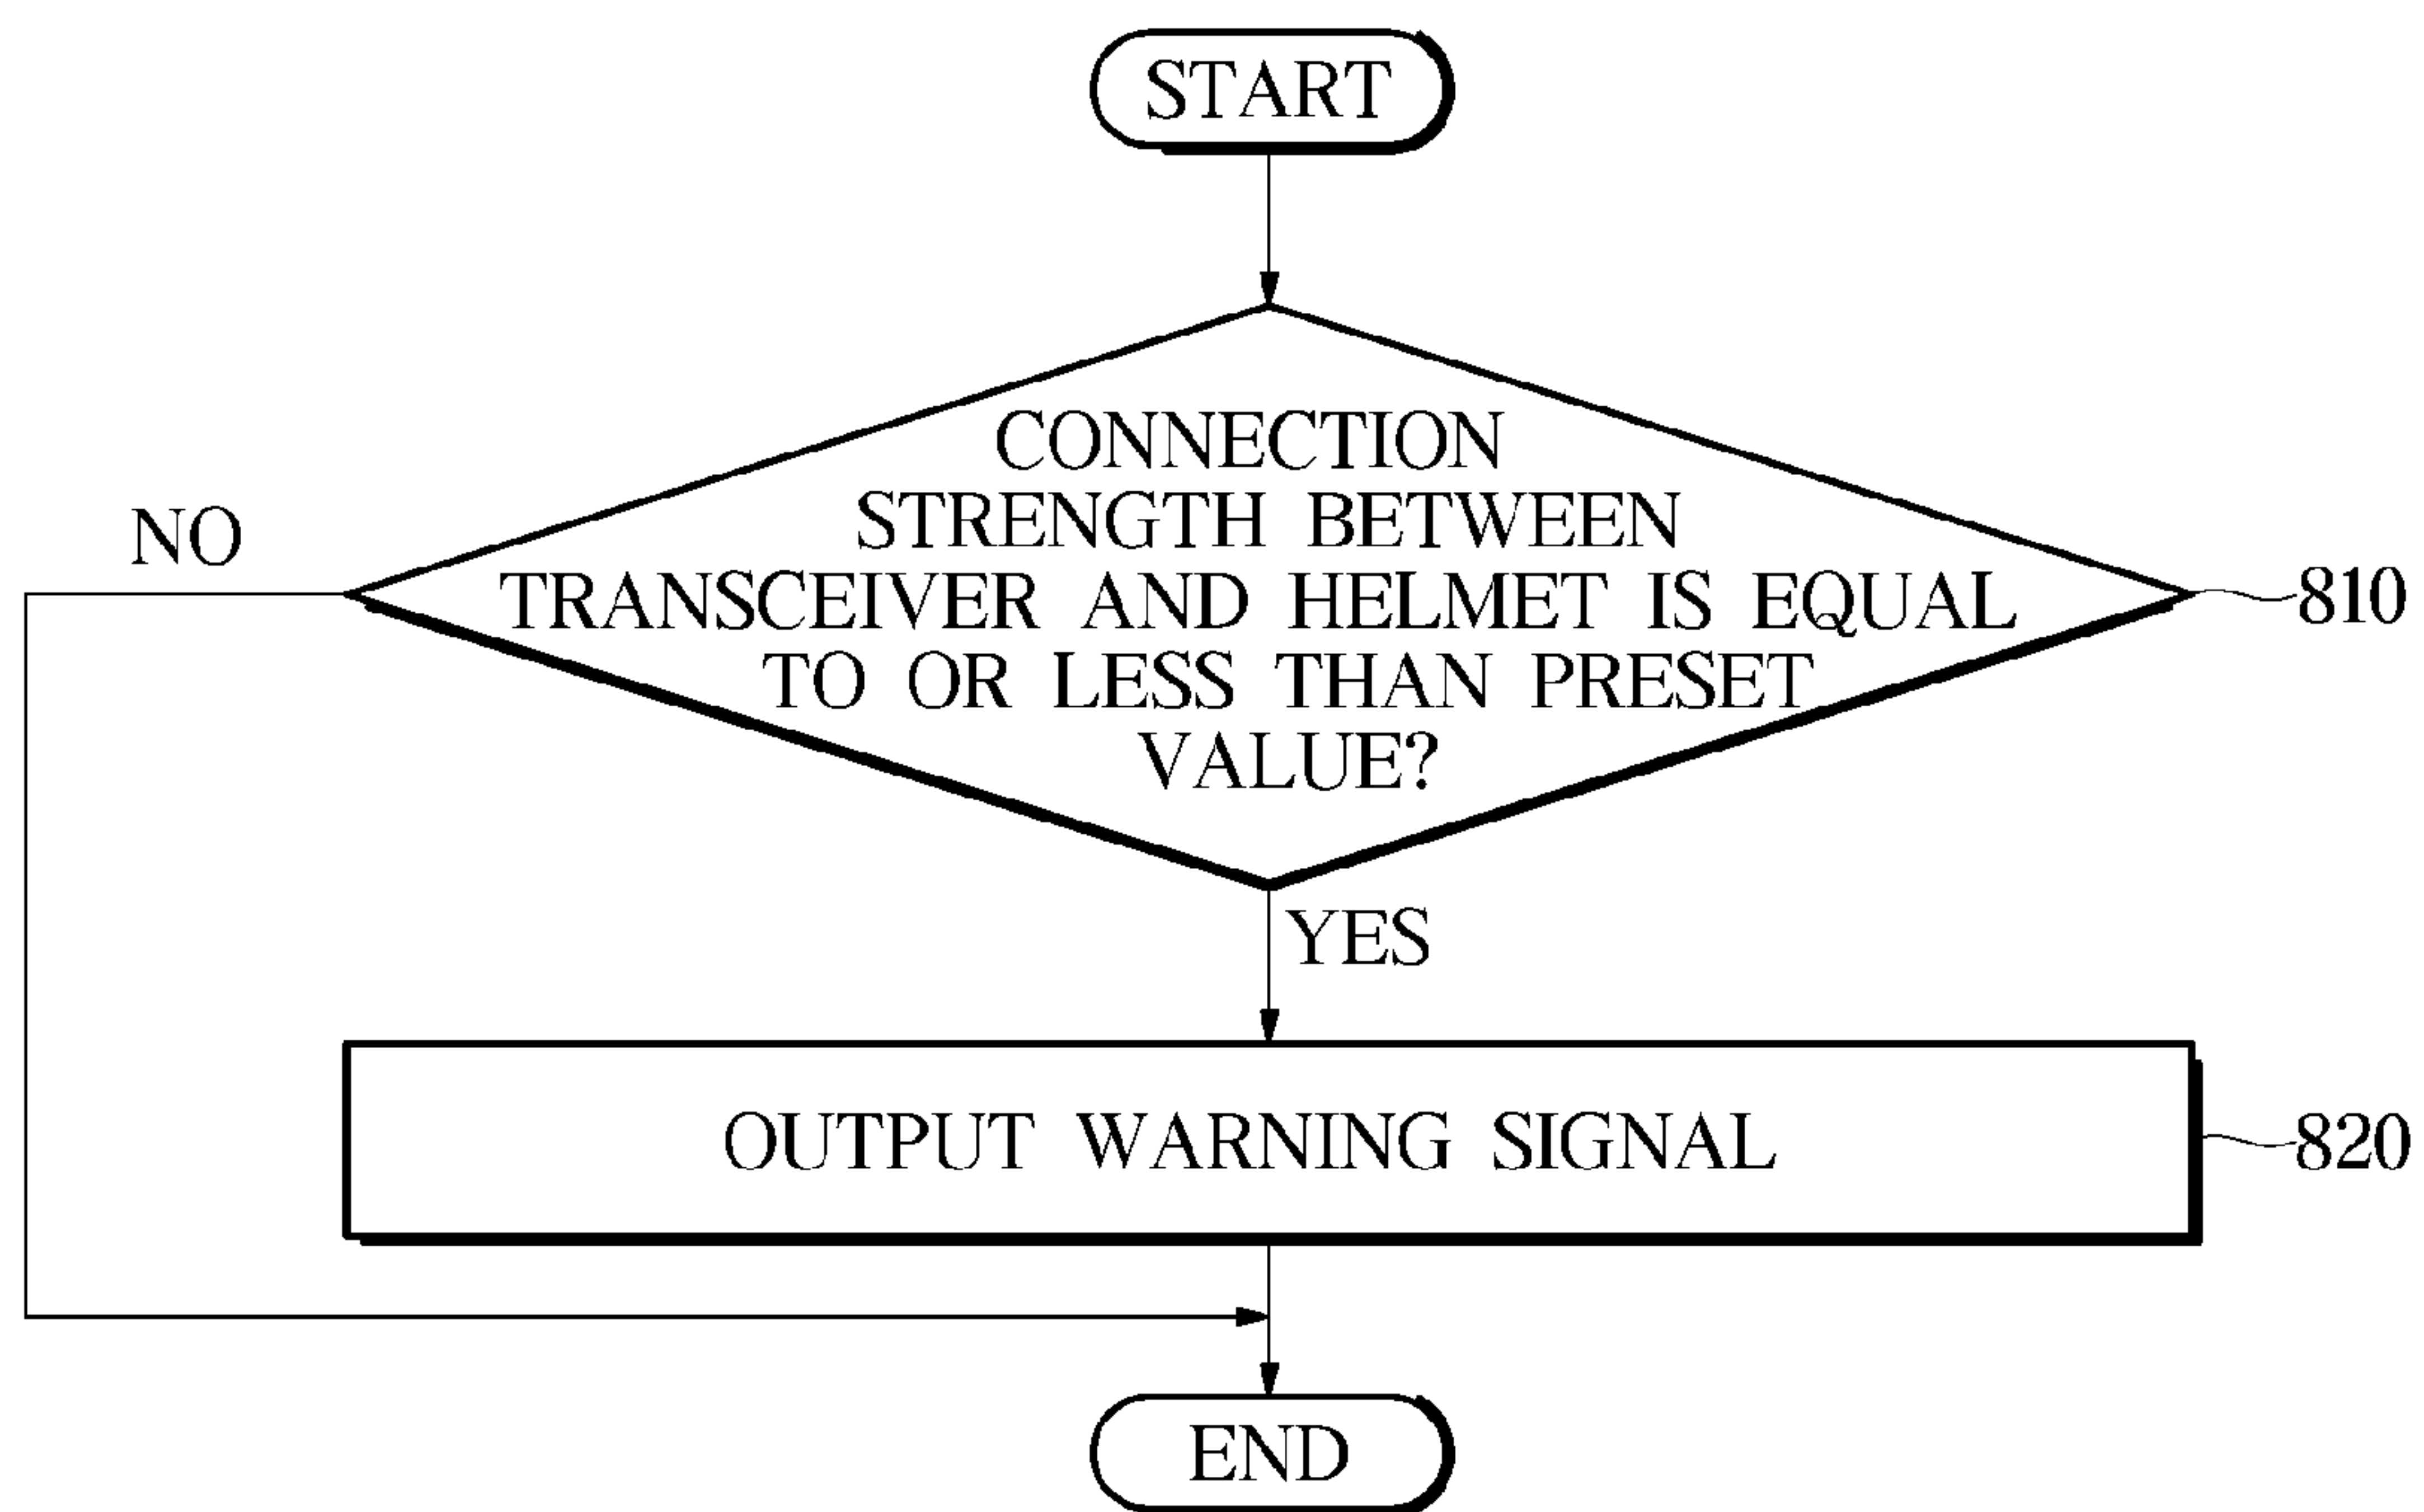 START
CONNECTION
STRENGTH BETWEEN
TRANSCEIVER AND HELMET IS EQUAL
TO OR LESS THAN PRESET
VALUE?
NO
810
YES
OUTPUT WARNING SIGNAL
820
END